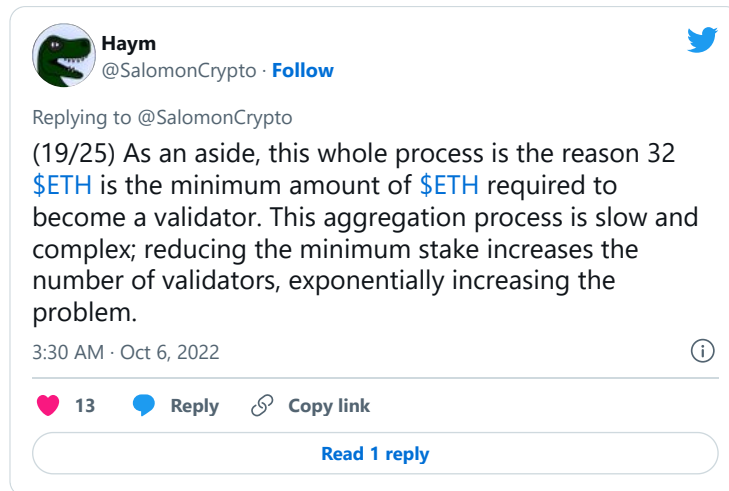 Haym
@SalomonCrypto · Follow
Replying to @SalomonCrypto
(19/25) As an aside, this whole process is the reason 32
$ETH is the minimum amount of $ETH required to
become a validator. This aggregation process is slow and
complex; reducing the minimum stake increases the
number of validators, exponentially increasing the
problem.
3:30 AM · Oct 6, 2022
13 Reply Copy link
Read 1 reply